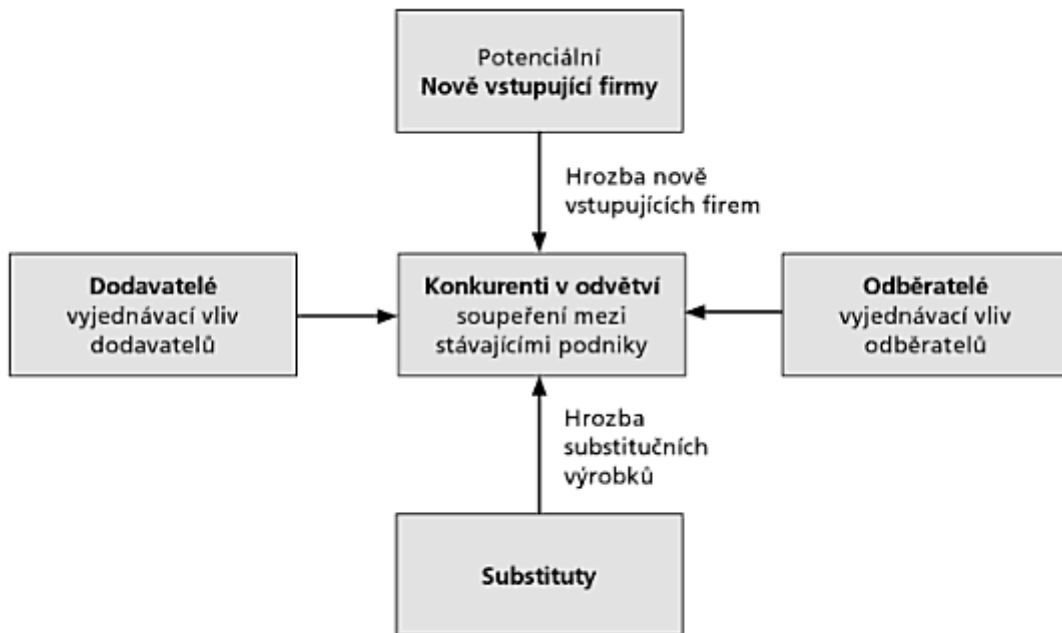 Potenciální
Nově vstupující firmy
Hrozba nově
vstupujících firem
Dodavatelé
vyjednávací vliv
dodavatelů
Konkurenti v odvětví
soupeření mezi
stávajícími podniky
Odběratelé
vyjednávací vliv
odběratelů
Hrozba
substitučních
výrobků
Substituty